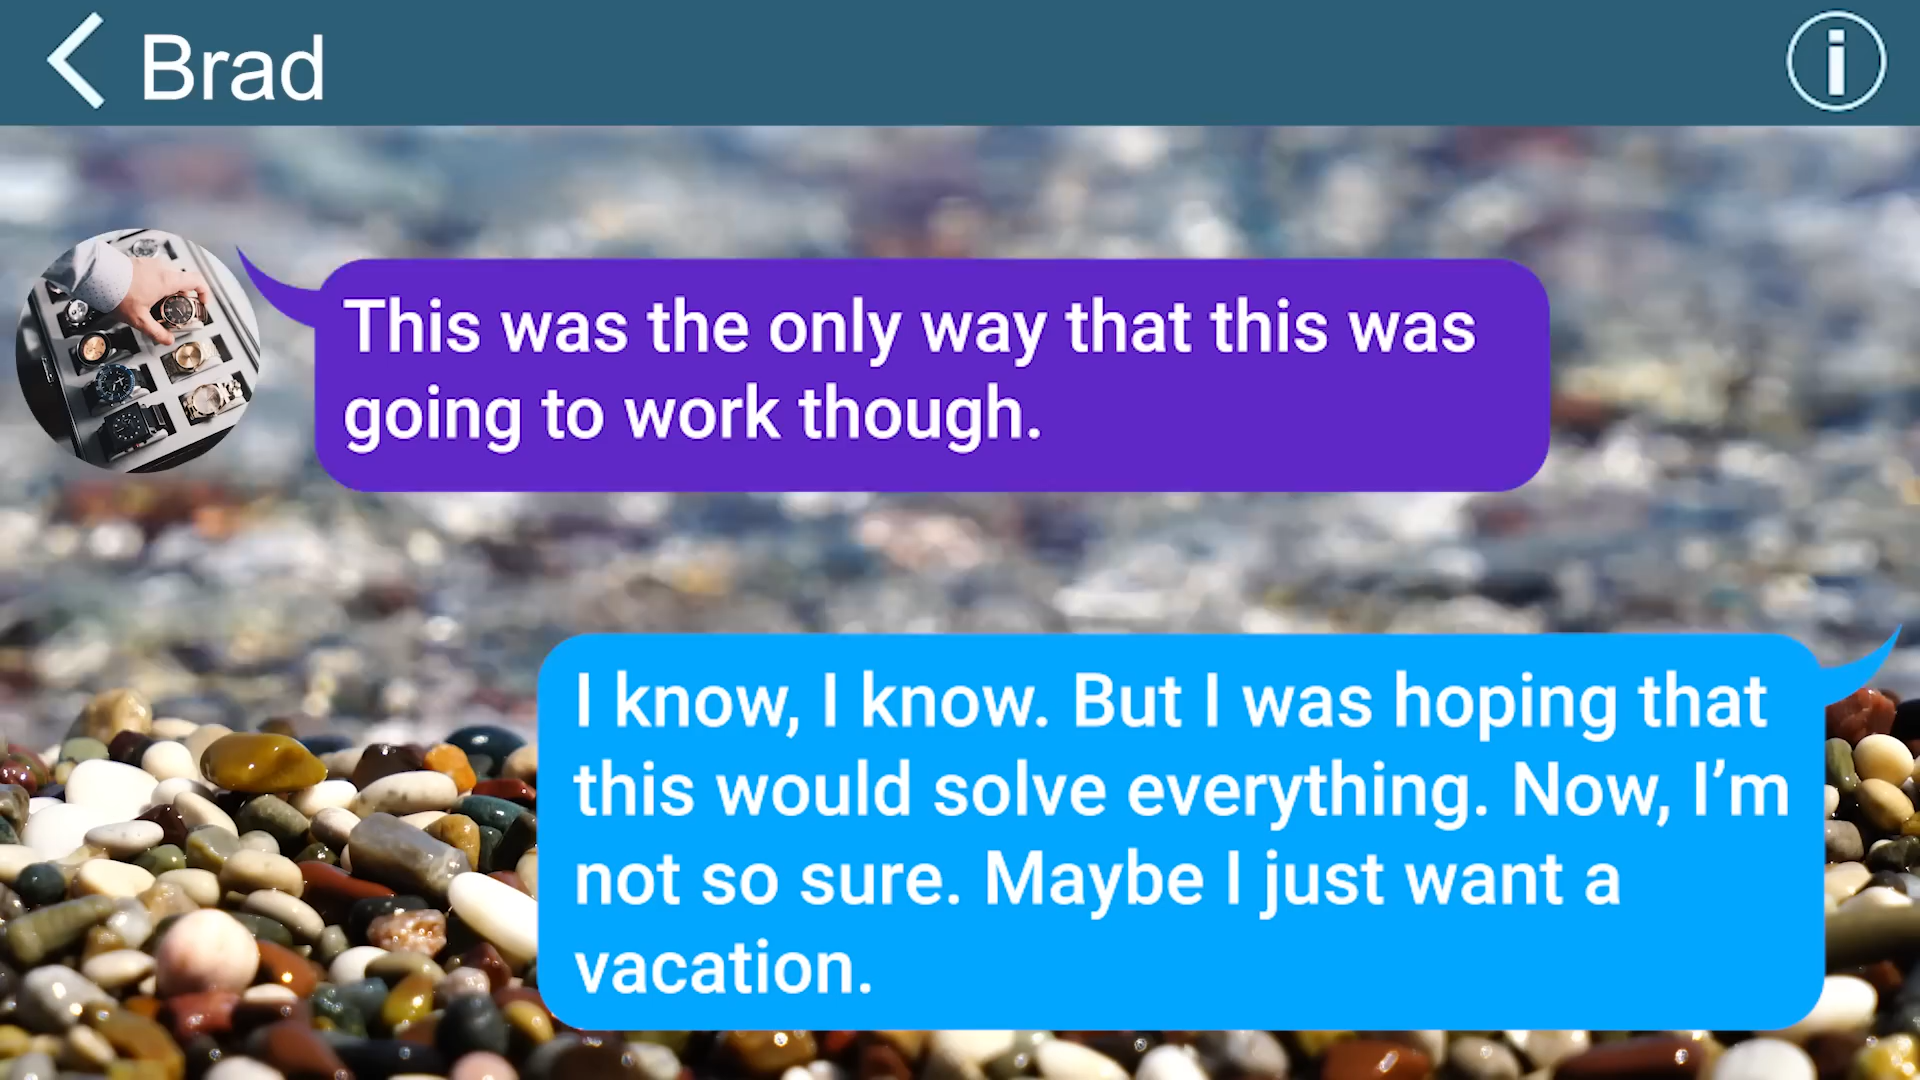 Brad
This was the only way that this was
going to work though.
I know, I know. But I was hoping that
this would solve everything. Now, I’m
not so sure. Maybe I just want a
vacation.